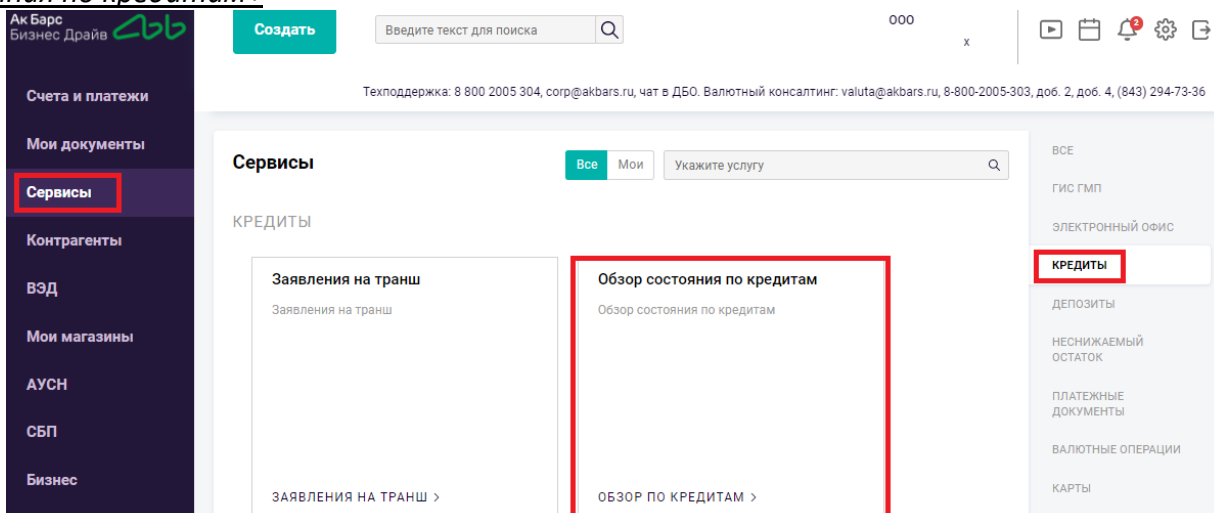 ния по кредитам >
Ак Барс
Бизнес Драйв
Создать
Введите текст для поиска
ООО
х
2
Техподдержка: 8 800 2005 304, corp@akbars.ru, чат в ДБО. Валютный консалтинг: valuta@akbars.ru, 8-800-2005-303, доб. 2, доб. 4, (843) 294-73-36
Счета и платежи
Мои документы
Сервисы
Контрагенты
ВЭД
Мои магазины
АУСН
СБП
Бизнес
Сервисы
Все
Мои
Укажите услугу
КРЕДИТЫ
Заявления на транш
Заявления на транш
ЗАЯВЛЕНИЯ НА ТРАНШ >
Обзор состояния по кредитам
Обзор состояния по кредитам
ОБЗОР ПО КРЕДИТАМ >
ВСЕ
ГИС ГМП
ЭЛЕКТРОННЫЙ ОФИС
КРЕДИТЫ
ДЕПОЗИТЫ
НЕСНИЖАЕМЫЙ
ОСТАТОК
ПЛАТЕЖНЫЕ
ДОКУМЕНТЫ
ВАЛЮТНЫЕ ОПЕРАЦИИ
КАРТЫ